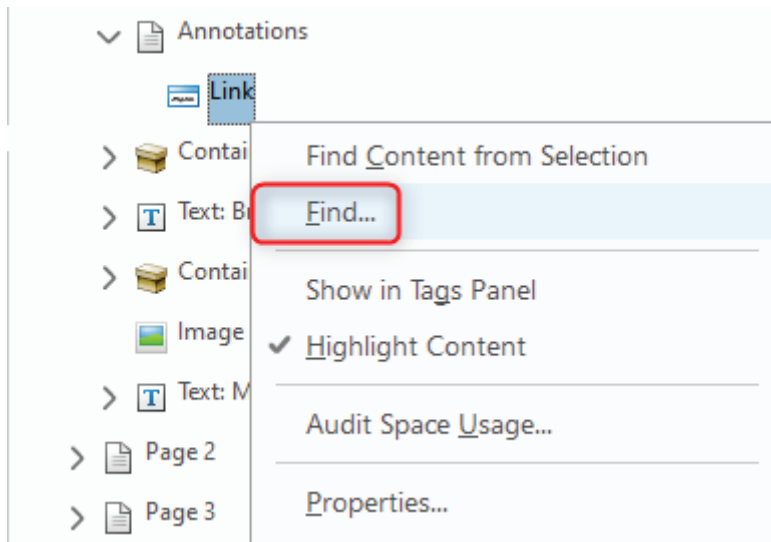 Annotations
Link
Contai
Find Content from Selection
Text: Br
Find...
Contai
Show in Tags Panel
Image
Highlight Content
Text: M
Audit Space Usage...
Page 2
Page 3
Properties...